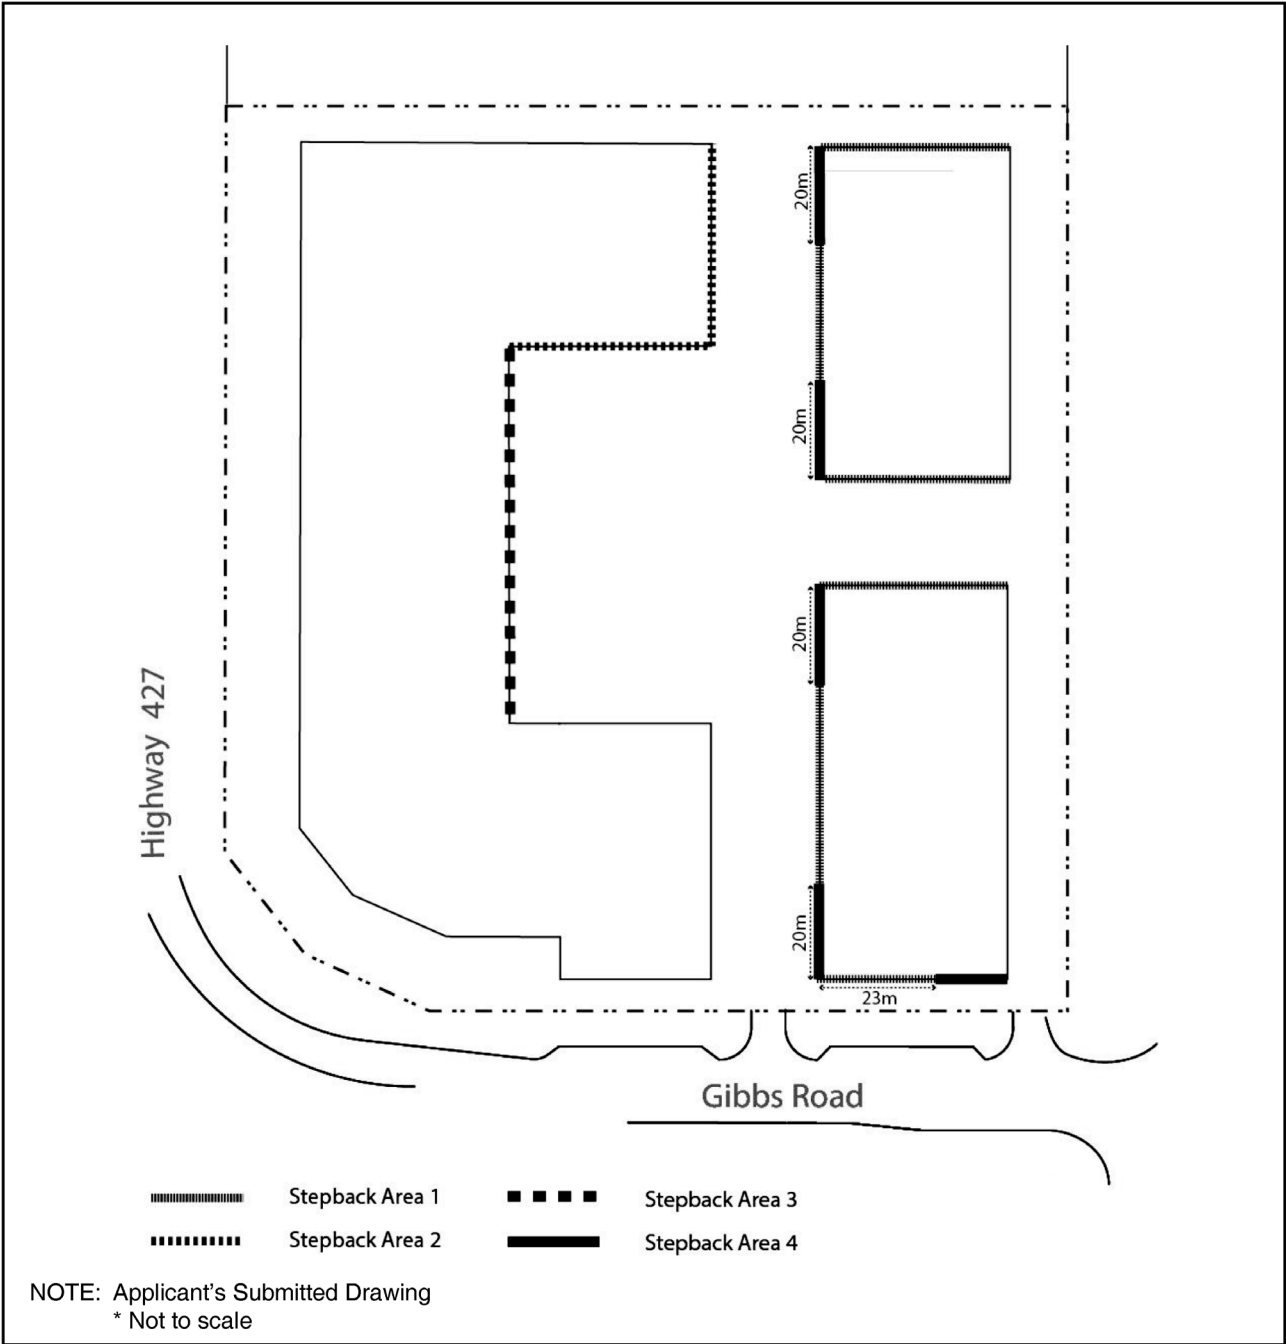 20m
20m
20m
Highway 427
20m
23m
Gibbs Road
Stepback Area 1
Stepback Area 3
Stepback Area 2
Stepback Area 4
NOTE: Applicant's Submitted Drawing
* Not to scale